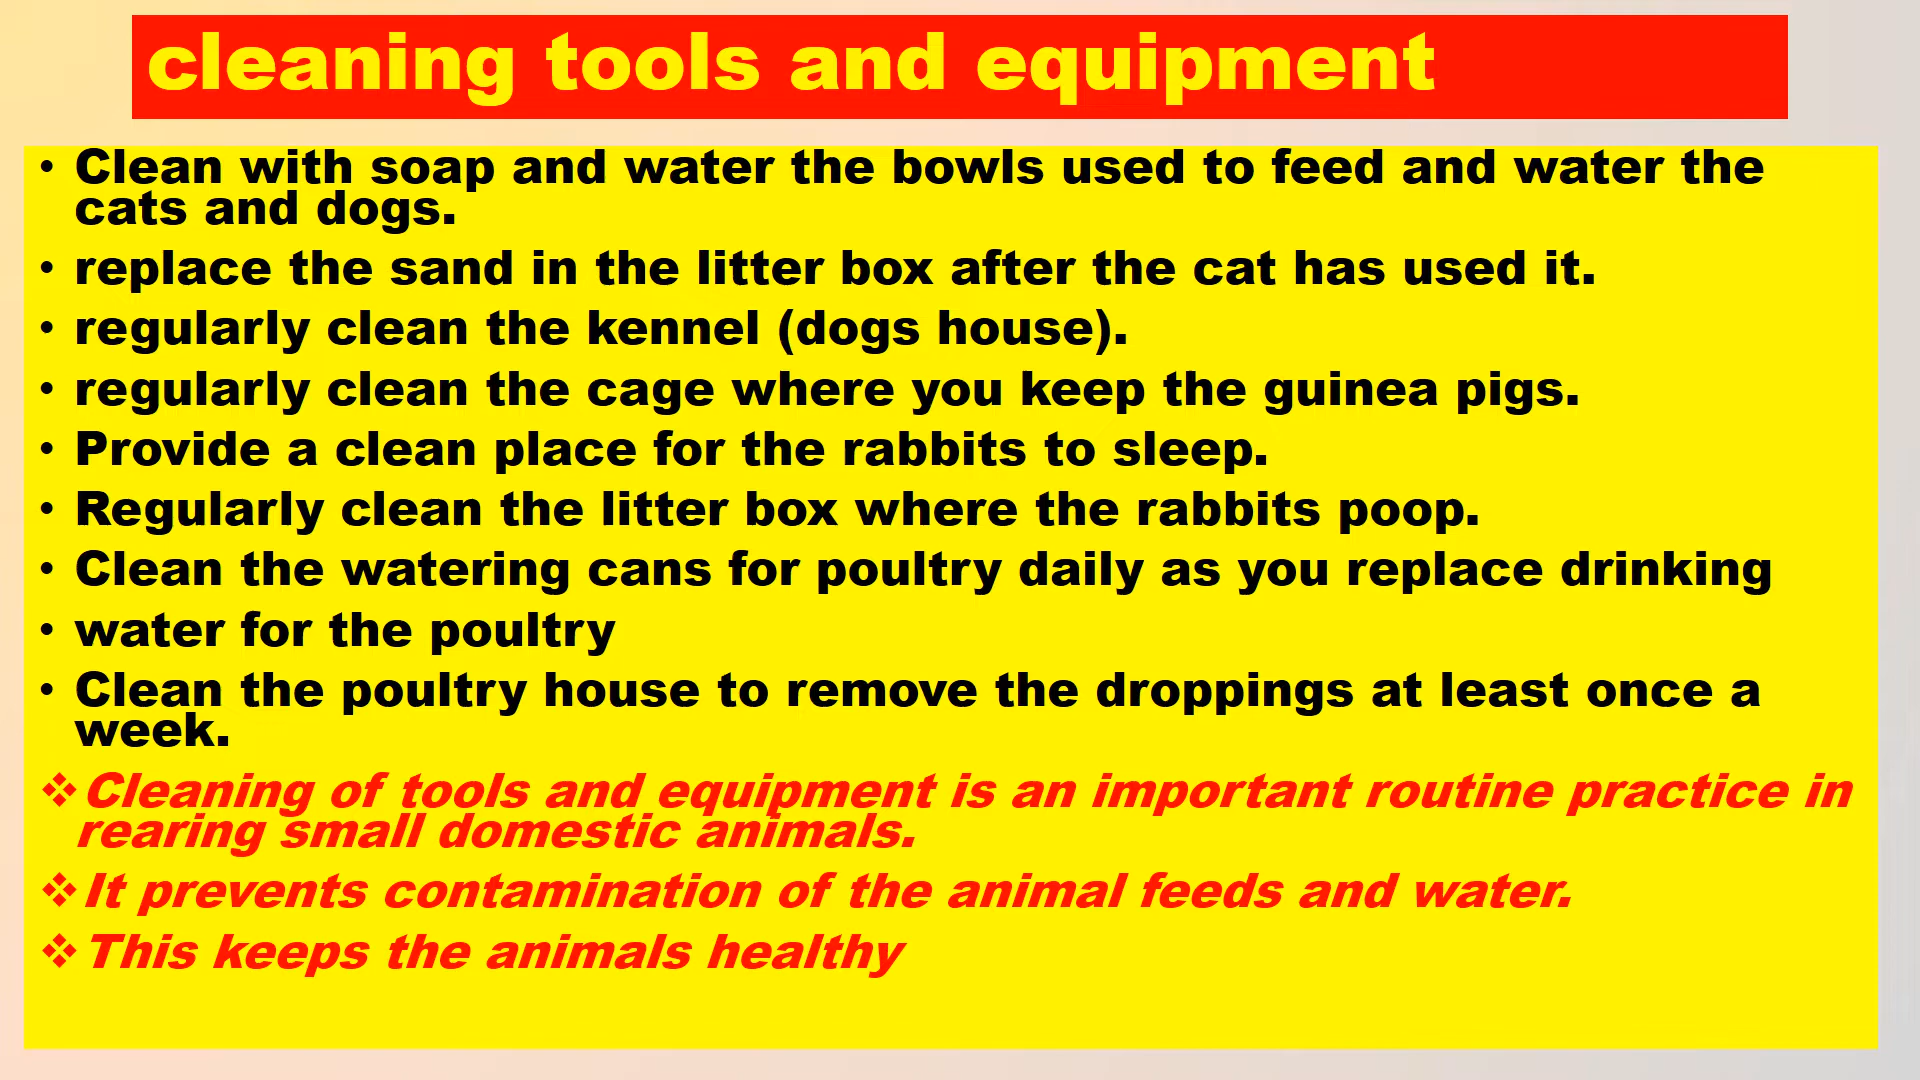 cleaning tools and equipment
• Clean with soap and water the bowls used to feed and water the
cats and dogs.
• replace the sand in the litter box after the cat has used it.
• regularly clean the kennel (dogs house).
• regularly clean the cage where you keep the guinea pigs.
• Provide a clean place for the rabbits to sleep.
• Regularly clean the litter box where the rabbits poop.
• Clean the watering cans for poultry daily as you replace drinking
• water for the poultry
• Clean the poultry house to remove the droppings at least once a
week.
❖ Cleaning of tools and equipment is an important routine practice in
rearing small domestic animals.
❖ It prevents contamination of the animal feeds and water.
❖ This keeps the animals healthy